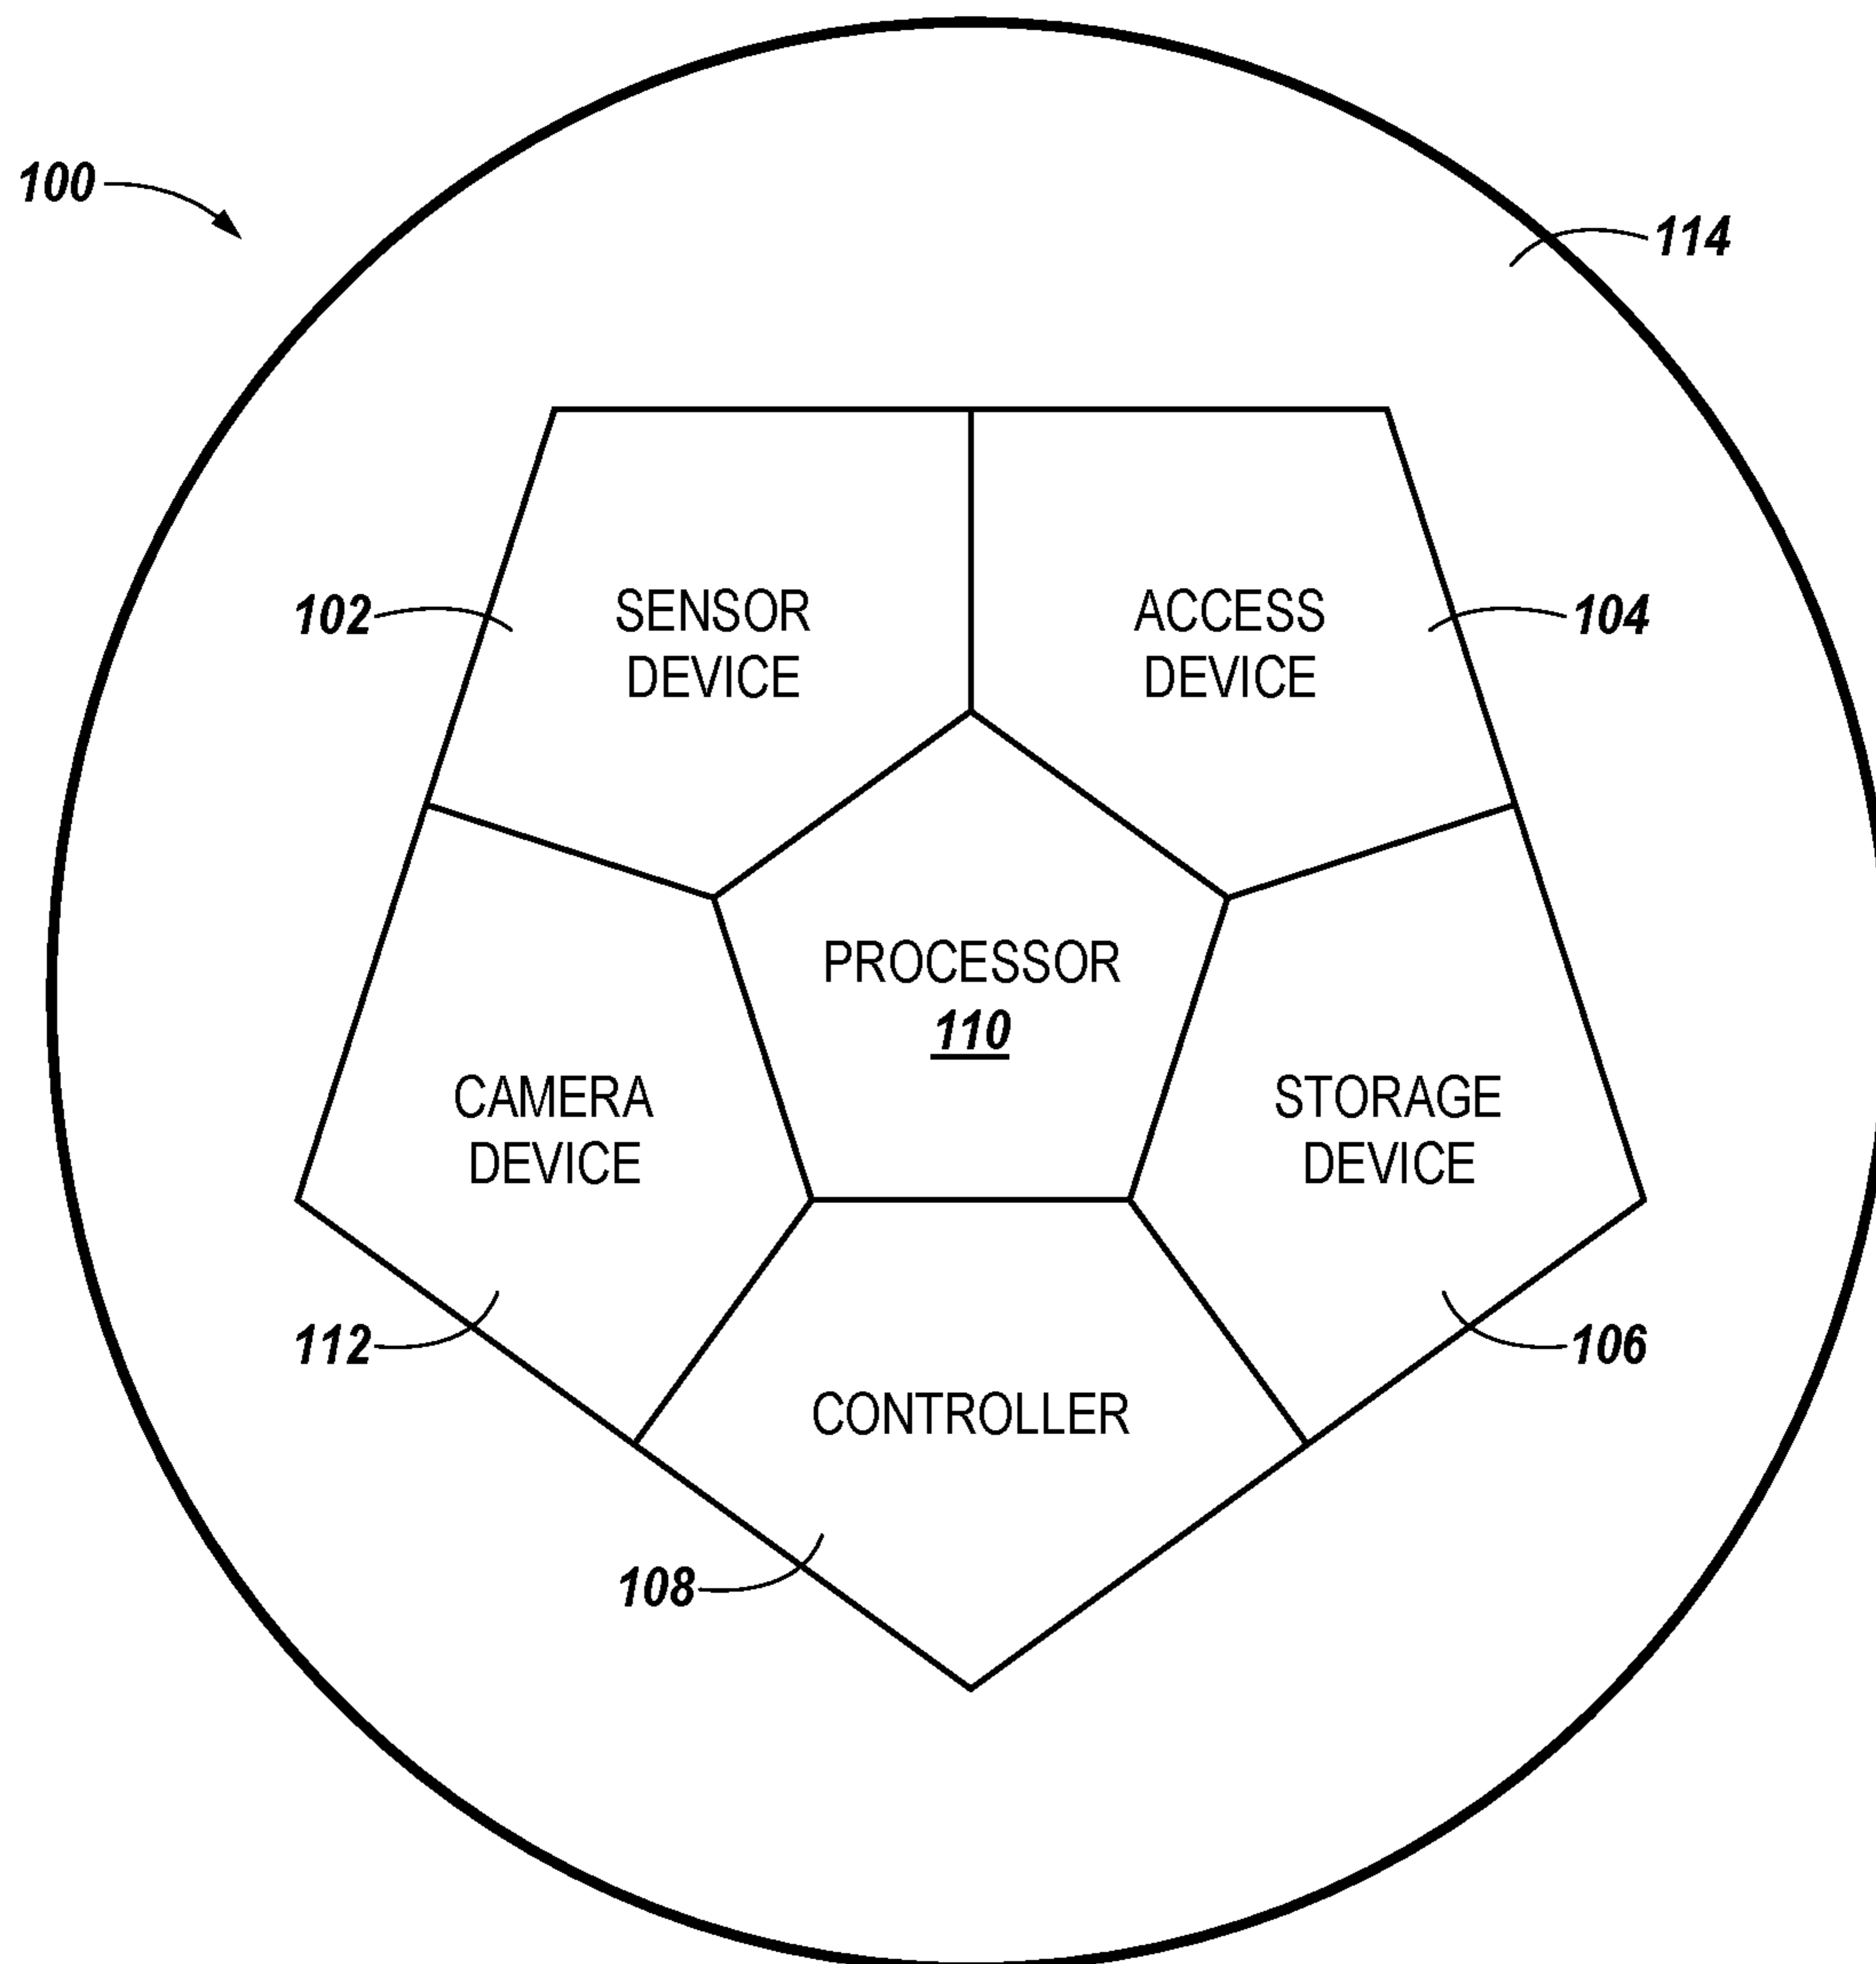 100
114
102
SENSOR
DEVICE
ACCESS
DEVICE
104
PROCESSOR
110
CAMERA
DEVICE
STORAGE
DEVICE
112
106
CONTROLLER
108